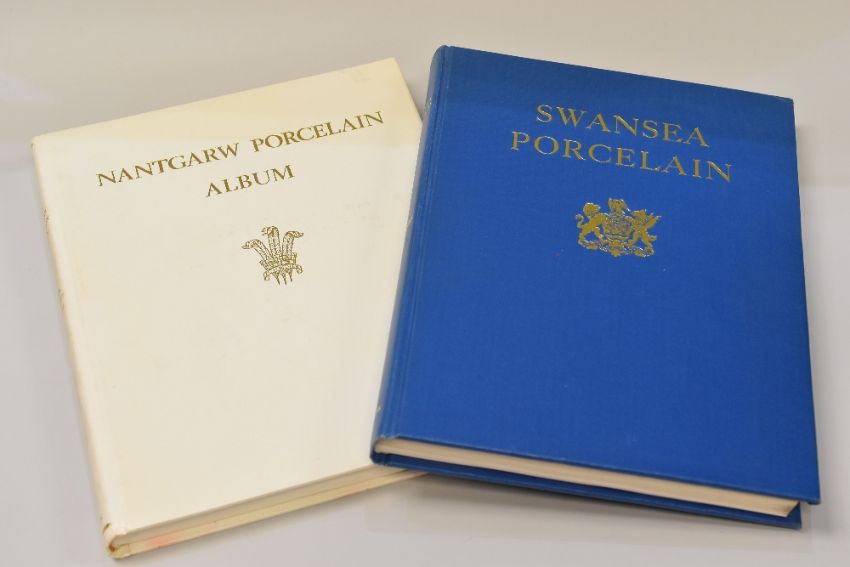 NANTGARW PORCELAIN
ALBUM
SWANSEA
PORCELAIN